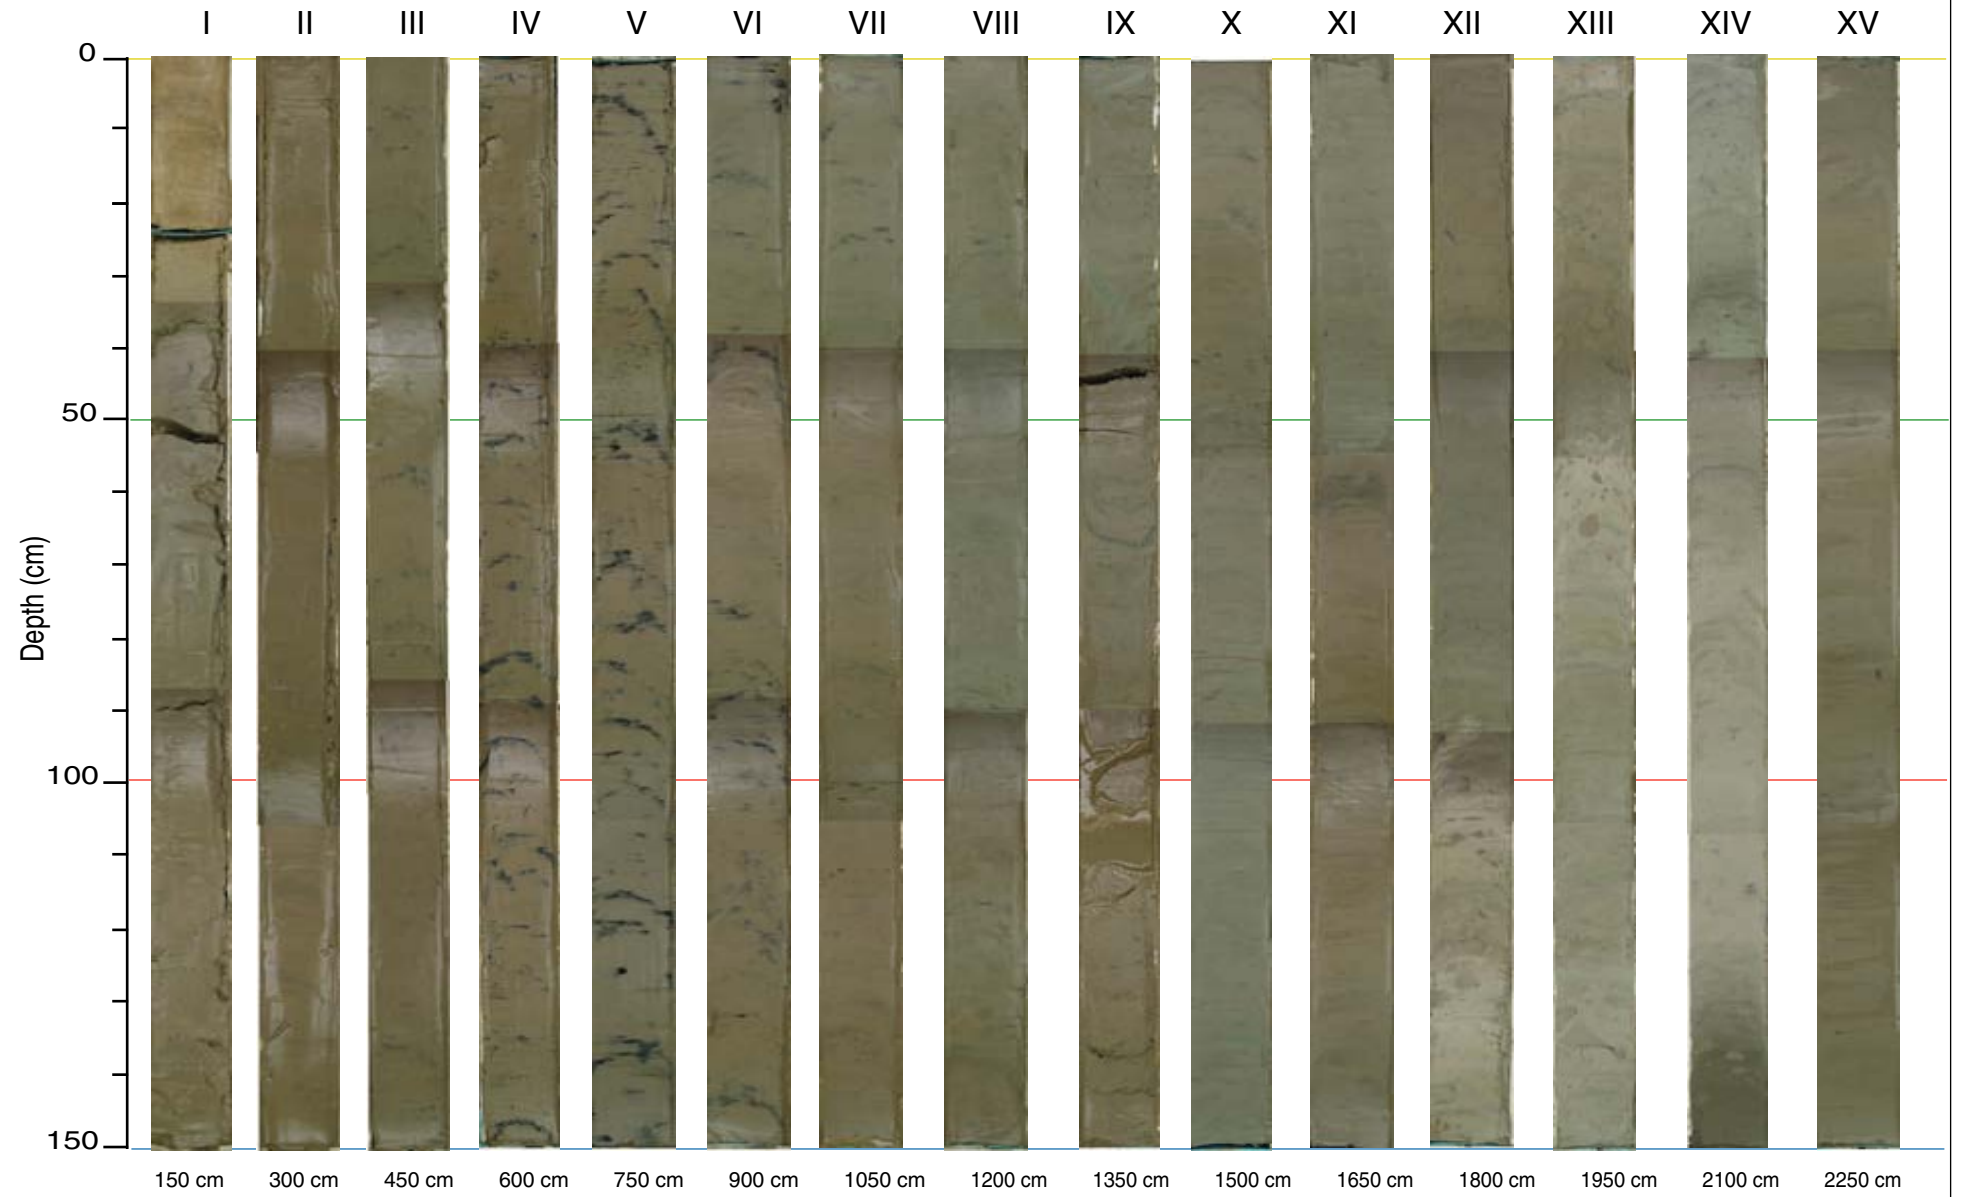 I II III IV V VI VII VIII IX X XI XII XIII XIV XV
0
50
100
150
Depth (cm)
150 cm 300 cm 450 cm 600 cm 750 cm 900 cm 1050 cm 1200 cm 1350 cm 1500 cm 1650 cm 1800 cm 1950 cm 2100 cm 2250 cm